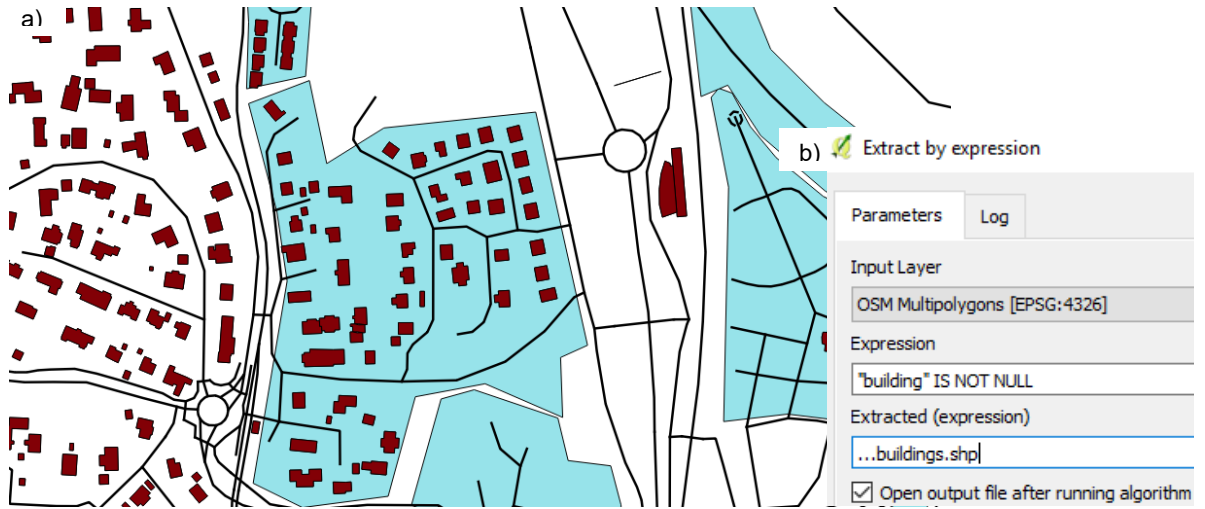 a)
b)
Extract by expression
Parameters Log
Input Layer
OSM Multipolygons [EPSG:4326]
Expression
"building" IS NOT NULL
Extracted (expression)
...buildings.shp
Open output file after running algorithm